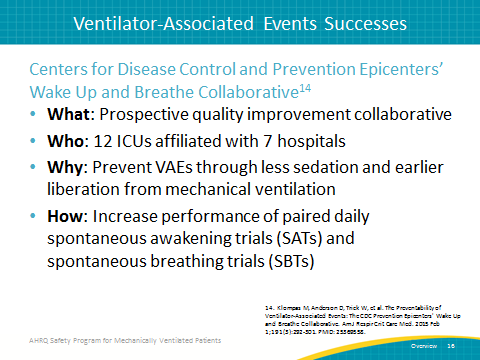 Ventilator-Associated Events Successes
Centers for Disease Control and Prevention Epicenters’
Wake Up and Breathe Collaborative14
• What: Prospective quality improvement collaborative
• Who: 12 ICUs affiliated with 7 hospitals
• Why: Prevent VAEs through less sedation and earlier
liberation from mechanical ventilation
• How: Increase performance of paired daily
spontaneous awakening trials (SATs) and
spontaneous breathing trials (SBTs)
14. Klompas M, Anderson D, Trick W, et al. The Preventability of
Ventilator-Associated Events: The CDC Prevention Epicenters' Wake Up
and Breathe Collaborative. Am J Respir Crit Care Med. 2015 Feb
1;191(3):292-301. PMID: 25369558.
AHRQ Safety Program for Mechanically Ventilated Patients
Overview 16